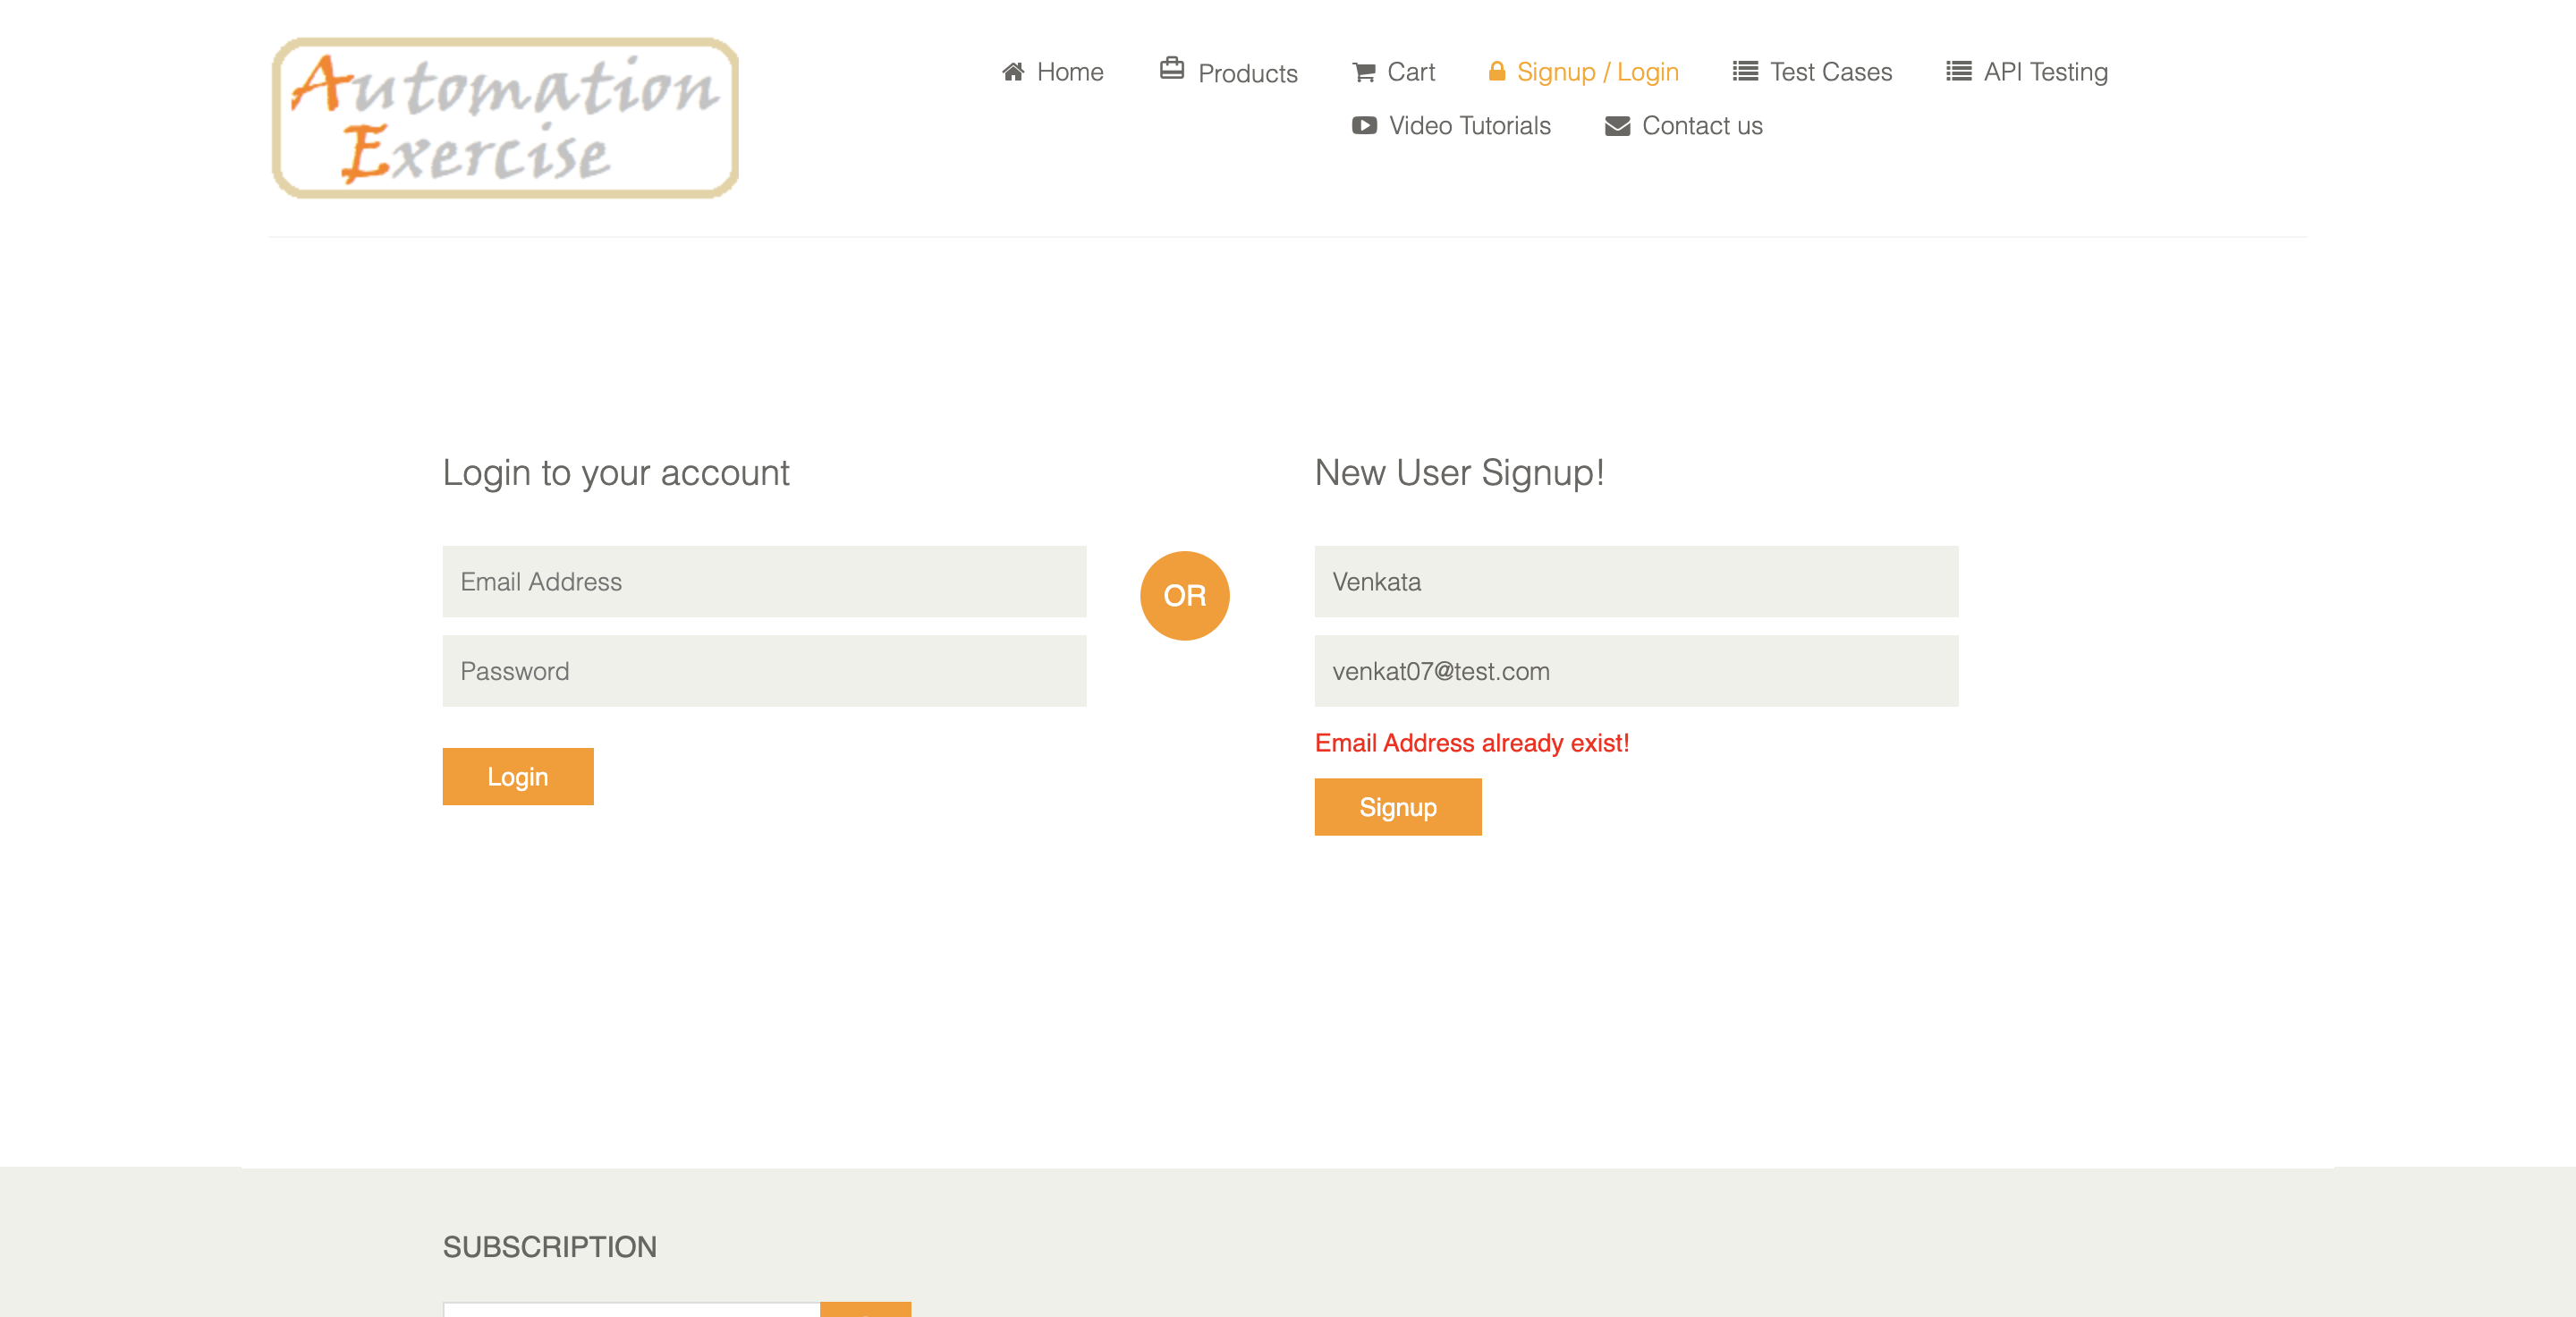 Automation
Exercise
Home Products Cart Signup / Login Test Cases API Testing
Video Tutorials Contact us
Login to your account
Email Address
Password
Login
OR
New User Signup!
Venkata
venkat07@test.com
Email Address already exist!
Signup
SUBSCRIPTION